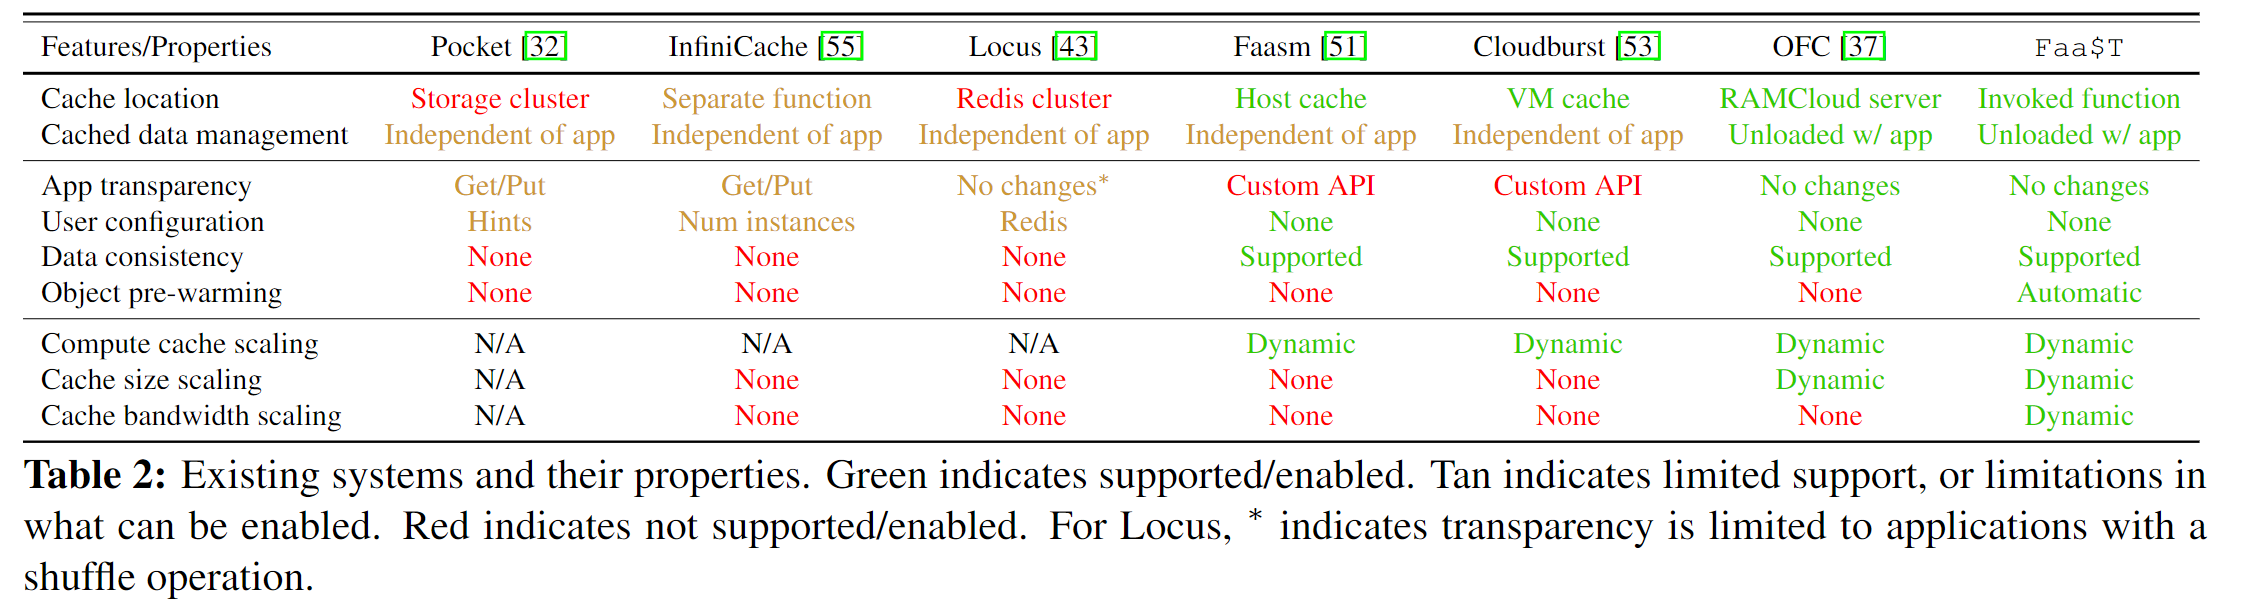 Features/Properties Pocket [32] InfiniCache [55] Locus [43] Faasm [51] Cloudburst [53] OFC [37] Faa$T
Cache location Storage cluster Separate function Redis cluster Host cache VM cache RAMCloud server Invoked function
Cached data management Independent of app Independent of app Independent of app Independent of app Independent of app Unloaded w/ app Unloaded w/ app
App transparency Get/Put Get/Put No changes* Custom API Custom API No changes No changes
User configuration Hints Num instances Redis None None None None
Data consistency None None None Supported Supported Supported Supported
Object pre-warming None None None None None None Automatic
Compute cache scaling N/A N/A N/A Dynamic Dynamic Dynamic Dynamic
Cache size scaling N/A None None None None Dynamic Dynamic
Cache bandwidth scaling N/A None None None None None Dynamic
Table 2: Existing systems and their properties. Green indicates supported/enabled. Tan indicates limited support, or limitations in
what can be enabled. Red indicates not supported/enabled. For Locus, * indicates transparency is limited to applications with a
shuffle operation.